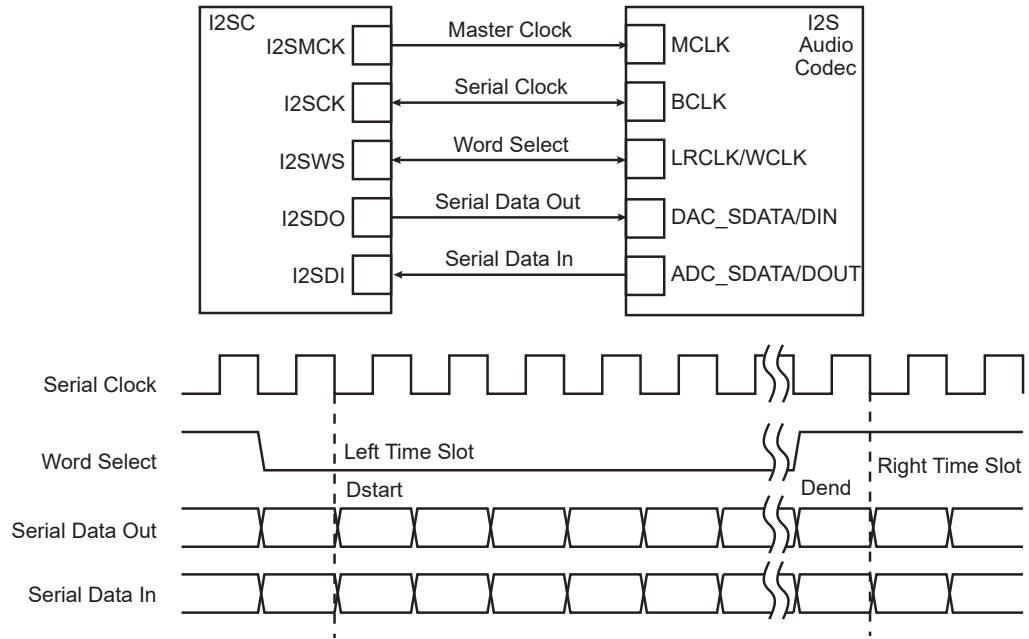 I2SC
I2SMCK
Master Clock
MCLK
I2S
Audio
Codec
I2SCK
Serial Clock
BCLK
I2SWS
Word Select
LRCLK/WCLK
I2SDO
Serial Data Out
DAC_SDATA/DIN
I2SDI
Serial Data In
ADC_SDATA/DOUT
Serial Clock
Word Select
Left Time Slot
Right Time Slot
Dstart
Dend
Serial Data Out
Serial Data In